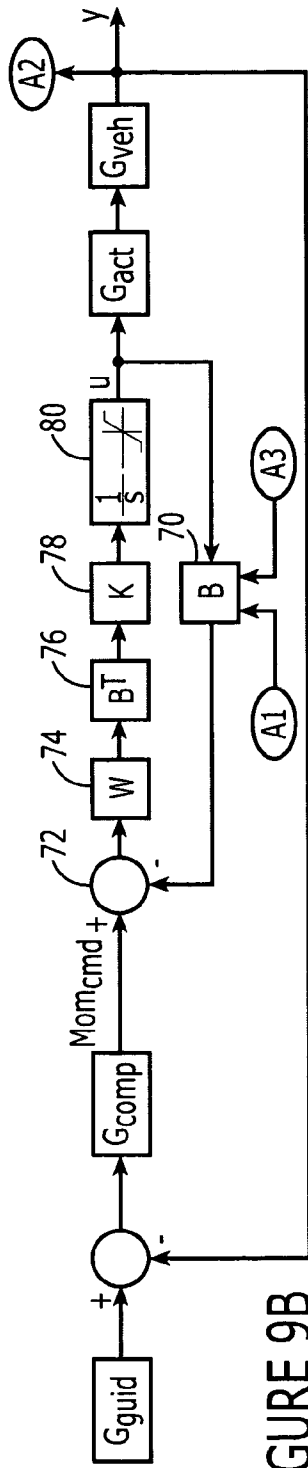 A2
y
Gveh
Gact
u
80
1
s
78
K
76
BT
74
W
72
+
-
Momcmd
Gcomp
+
-
Gguid
70
B
A3
A1
GURE 9B